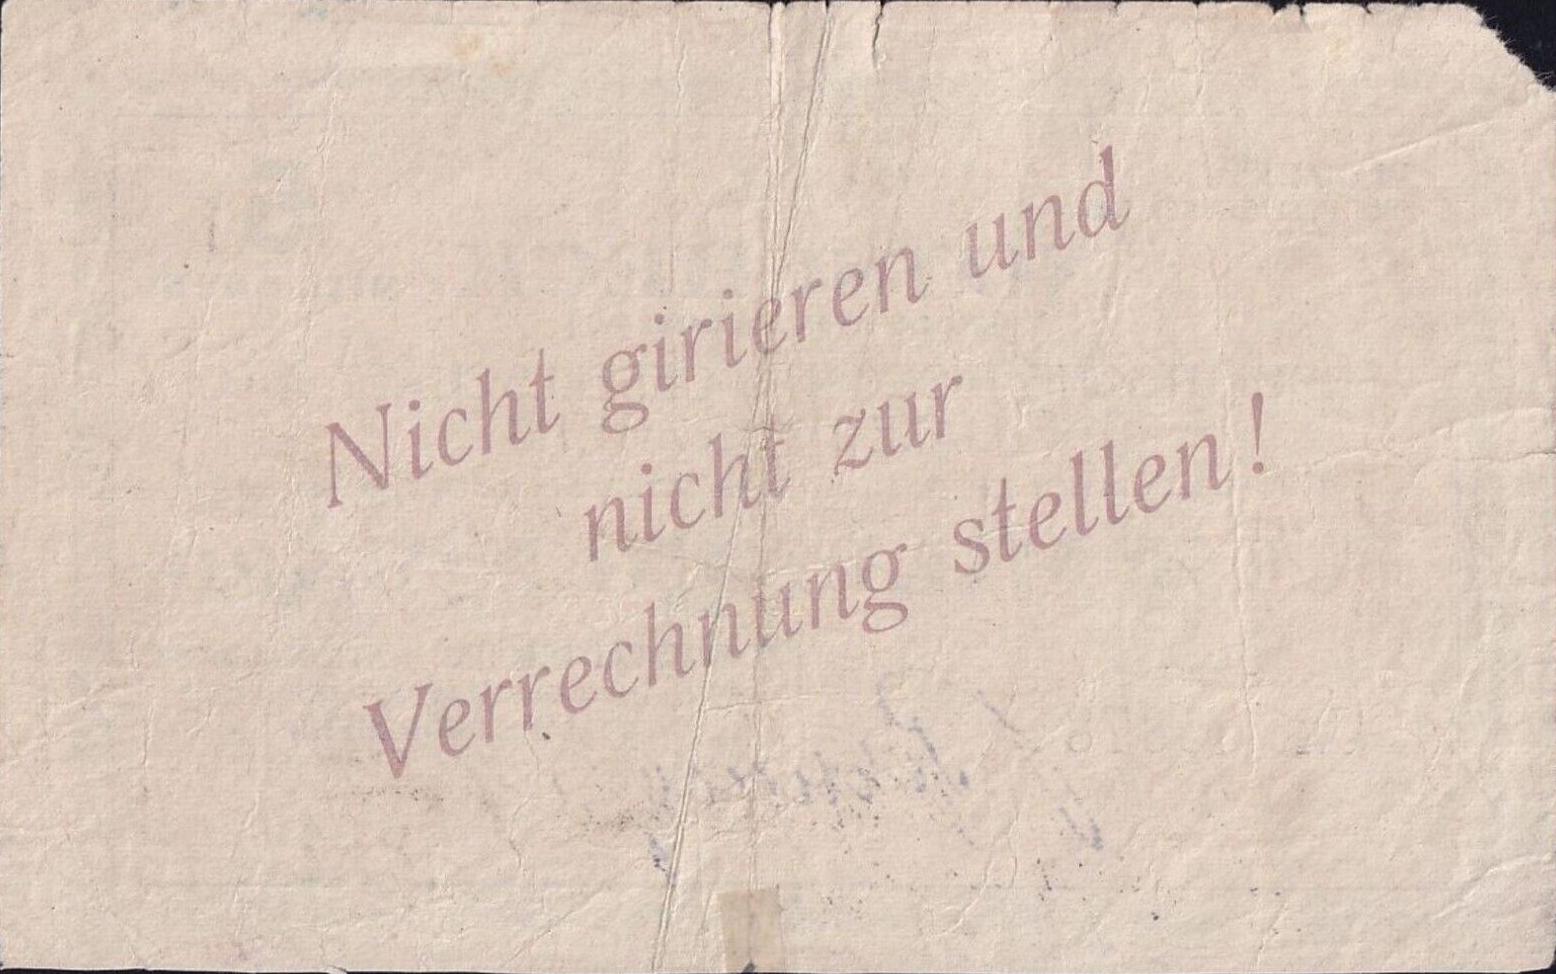 Nicht girieren und
nicht zur
Verrechnung stellen!